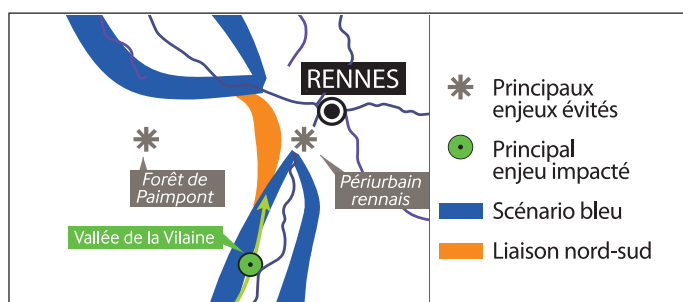 RENNES
Forêt de
Paimpont
Périurbain
rennais
Vallée de la Vilaine
Principaux
enjeux évités
Principal
enjeu impacté
Scénario bleu
Liaison nord-sud